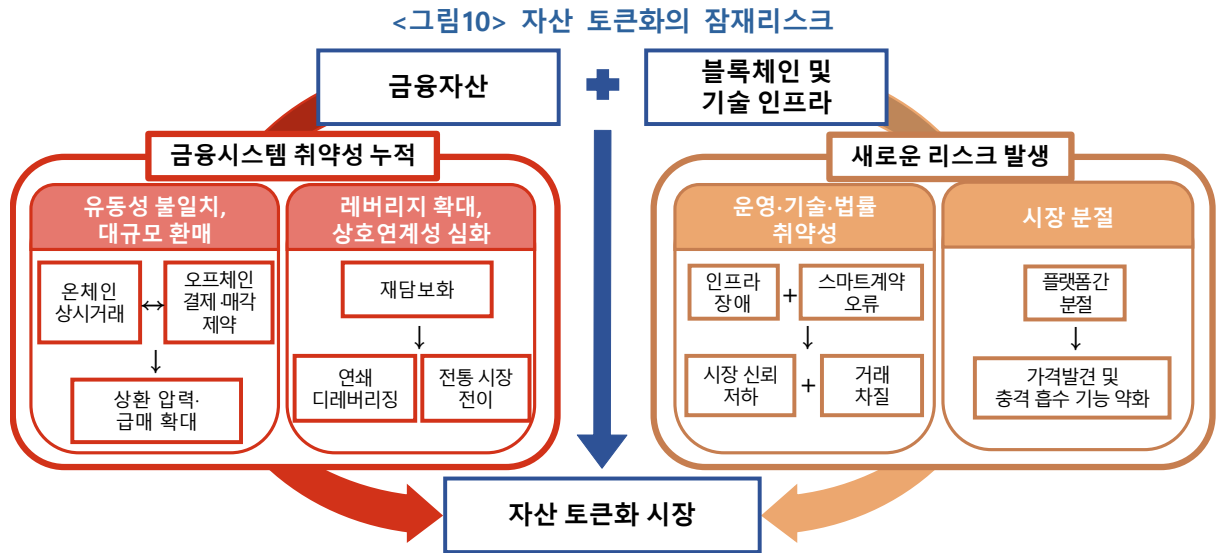 <그림10> 자산 토큰화의 잠재리스크
금융자산
블록체인 및
기술 인프라
금융시스템 취약성 누적
유동성 불일치,
대규모 환매
온체인
상시거래
↔
오프체인
결제·매각
제약
↓
상환 압력·
급매 확대
레버리지 확대,
상호연계성 심화
재담보화
↓
연쇄
디레버리징
전통 시장
전이
새로운 리스크 발생
운영·기술·법률
취약성
인프라
장애
+
스마트계약
오류
↓
시장 신뢰
저하
+
거래
차질
시장 분절
플랫폼간
분절
↓
가격발견 및
충격 흡수 기능 약화
자산 토큰화 시장